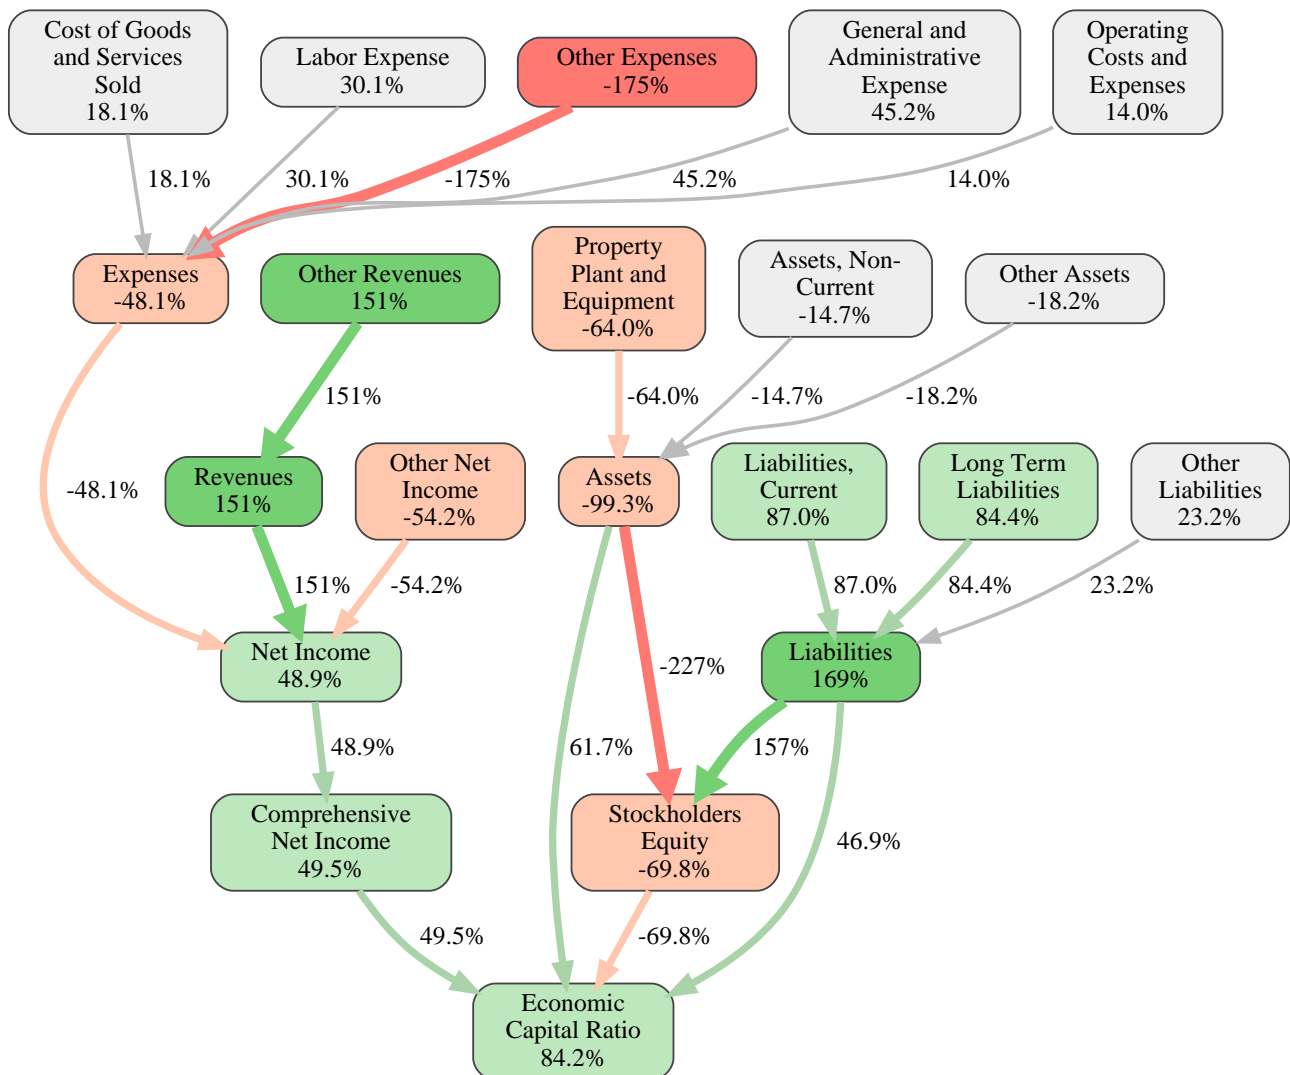 Cost of Goods
and Services
Sold
18.1%
Labor Expense
30.1%
Other Expenses
-175%
General and
Administrative
Expense
45.2%
Operating
Costs and
Expenses
14.0%
18.1%
30.1%
-175%
45.2%
14.0%
Expenses
-48.1%
Other Revenues
151%
Property
Plant and
Equipment
-64.0%
Assets, Non-
Current
-14.7%
Other Assets
-18.2%
151%
-64.0%
-14.7%
-18.2%
-48.1%
Revenues
151%
Other Net
Income
-54.2%
Assets
-99.3%
Liabilities,
Current
87.0%
Long Term
Liabilities
84.4%
Other
Liabilities
23.2%
151%
-54.2%
87.0%
84.4%
23.2%
Net Income
48.9%
-227%
Liabilities
169%
48.9%
61.7%
157%
Comprehensive
Net Income
49.5%
Stockholders
Equity
-69.8%
46.9%
49.5%
-69.8%
Economic
Capital Ratio
84.2%